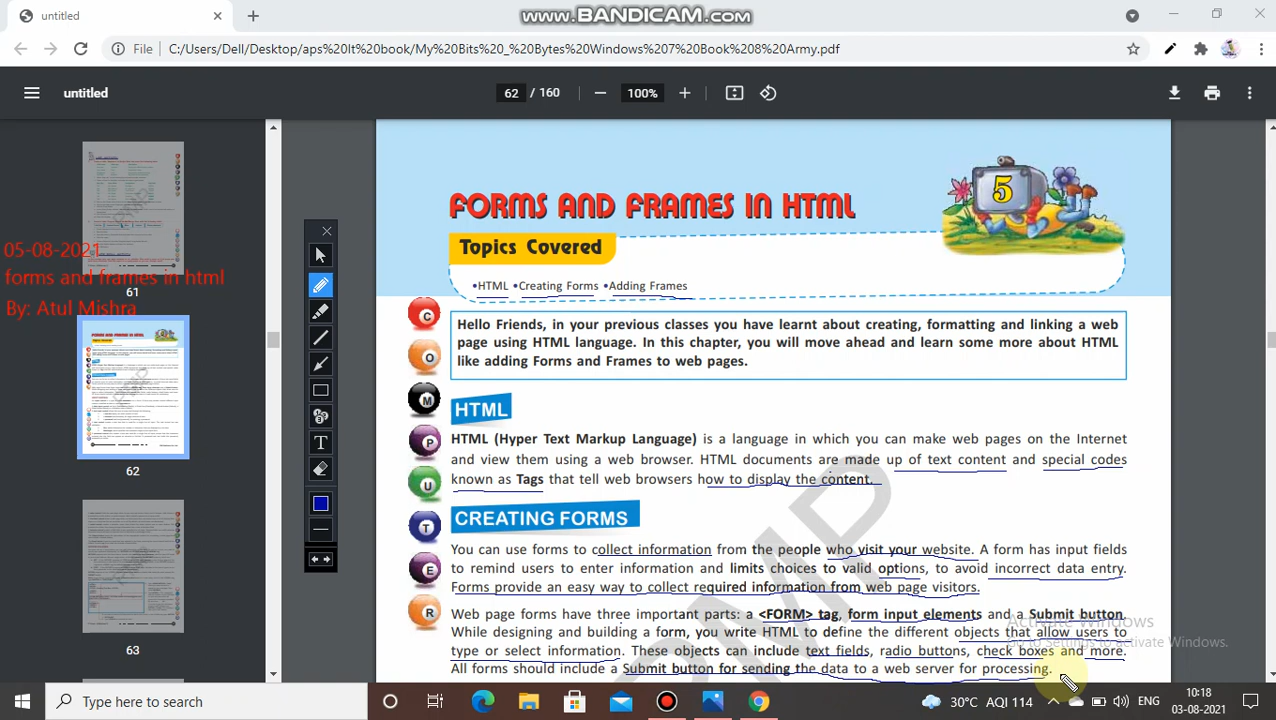 untitled
www.BANDICAM.com
File
C:/Users/Dell/Desktop/aps%20It%20book/My%20Bits%20_%20Bytes%20Windows%207%20Book%208%20Army.pdf
untitled
62 / 160
100%
61
05-08-2021
forms and frames in html
By: Atul Mishra
62
63
T
5
FORMS AND FRAMES IN HTML
Topics Covered
•HTML •Creating Forms •Adding Frames
C
O
M
P
U
T
E
R
Hello Friends, in your previous classes you have learnt about creating, formatting and linking a web
page using HTML language. In this chapter, you will move ahead and learn some more about HTML
like adding Forms and Frames to web pages.
HTML
HTML (Hyper Text Markup Language) is a language in which you can make web pages on the Internet
and view them using a web browser. HTML documents are made up of text content and special codes
known as Tags that tell web browsers how to display the content.
CREATING FORMS
You can use forms to collect information from the people who visit your website. A form has input fields
to remind users to enter information and limits choices to valid options, to avoid incorrect data entry.
Forms provide an easy way to collect required information from web page visitors.
Web page forms have three important parts: a <FORM> tag, form input elements and a Submit button.
While designing and building a form, you write HTML to define the different objects that allow users to
type or select information. These objects can include text fields, radio buttons, check boxes and more.
All forms should include a Submit button for sending the data to a web server for processing.
Activate Windows
Go to Settings to activate Windows.
Type here to search
30°C AQI 114
ENG
10:18
03-08-2021